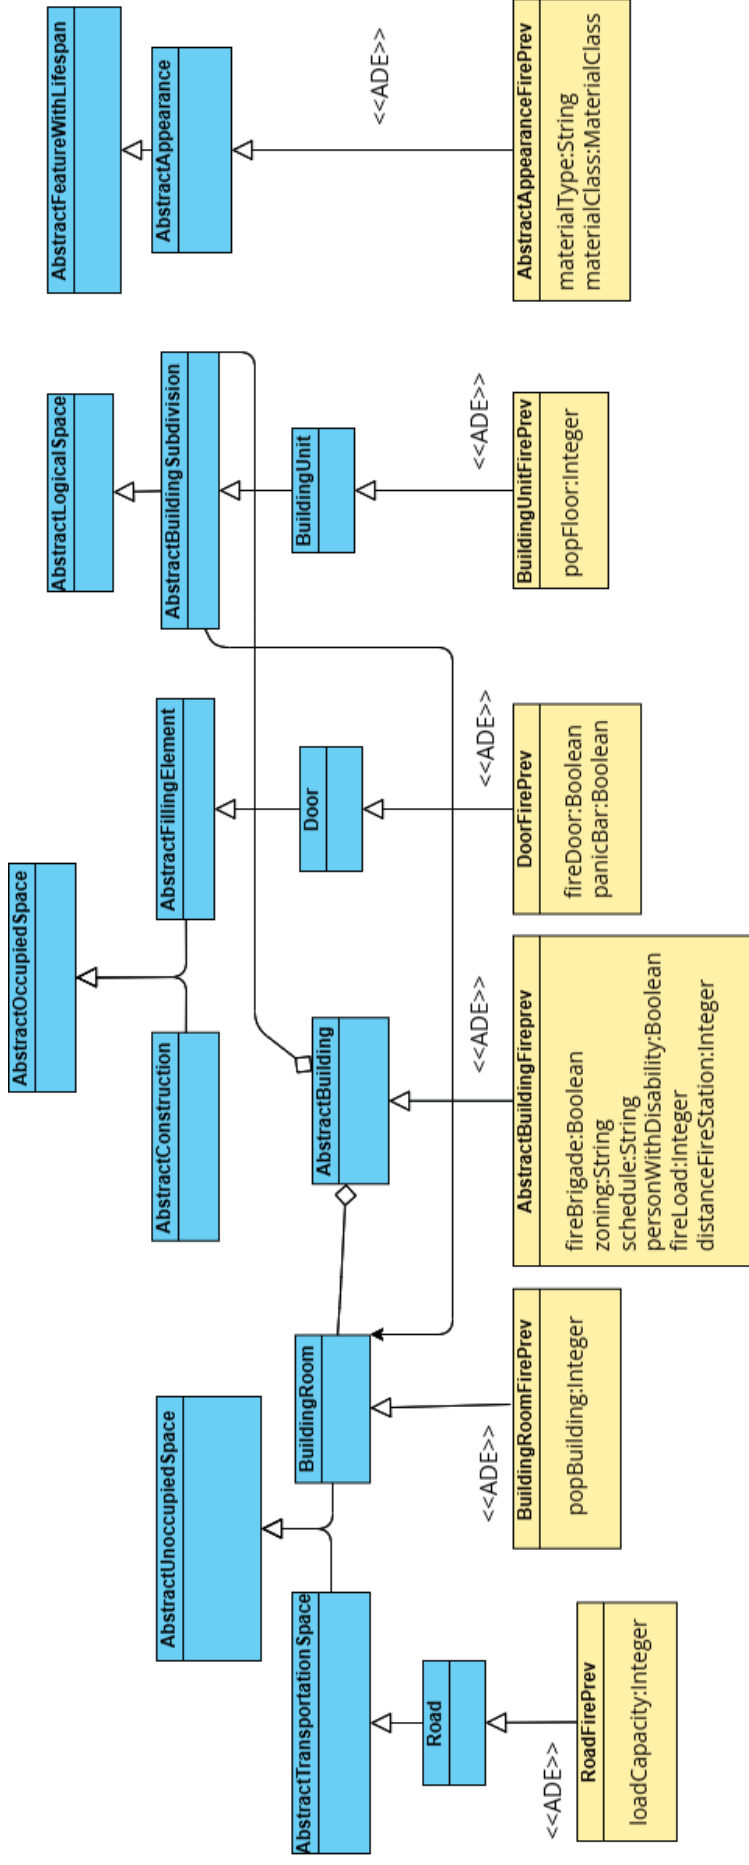 AbstractOccupiedSpace
AbstractFeatureWithLifespan
AbstractLogicalSpace
AbstractUnoccupiedSpace
AbstractConstruction
AbstractFillingElement
AbstractBuildingSubdivision
AbstractAppearance
AbstractTransportationSpace
BuildingRoom
AbstractBuilding
Door
BuildingUnit
Road
<<ADE>>
<<ADE>>
<<ADE>>
<<ADE>>
<<ADE>>
<<ADE>>
RoadFirePrev
loadCapacity:Integer
BuildingRoomFirePrev
popBuilding:Integer
AbstractBuildingFireprev
fireBrigade:Boolean
zoning:String
schedule:String
personWithDisability:Boolean
fireLoad:Integer
distanceFireStation:Integer
DoorFirePrev
fireDoor:Boolean
panicBar:Boolean
BuildingUnitFirePrev
popFloor:Integer
AbstractAppearanceFirePrev
materialType:String
materialClass:MaterialClass